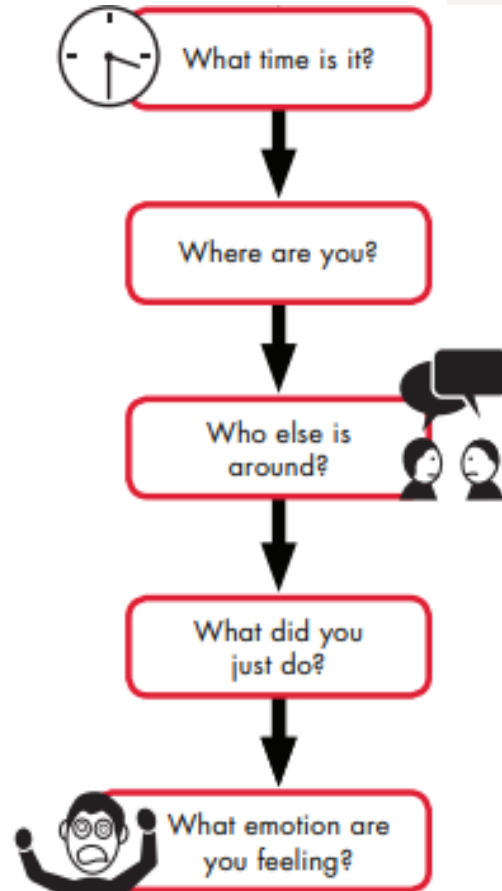 What time is it?
Where are you?
Who else is
around?
What did you
just do?
What emotion are
you feeling?